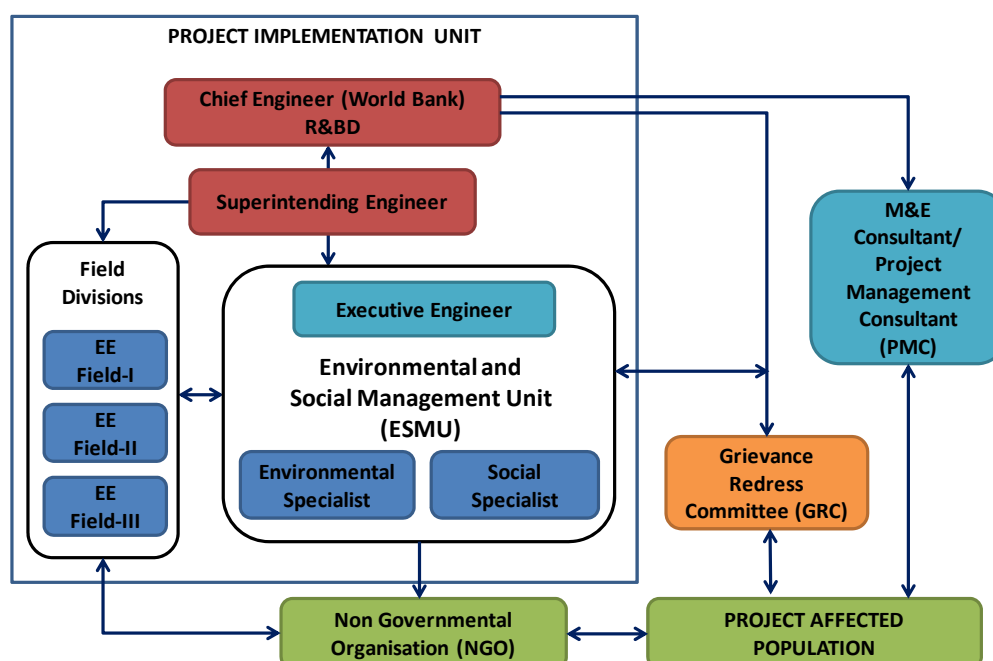 PROJECT IMPLEMENTATION UNIT
Chief Engineer (World Bank)
R&BD
Superintending Engineer
Field
Divisions
EE
Field-I
EE
Field-II
EE
Field-III
Executive Engineer
Environmental and
Social Management Unit
(ESMU)
Environmental
Specialist
Social
Specialist
M&E
Consultant/
Project
Management
Consultant
(PMC)
Grievance
Redress
Committee (GRC)
Non Governmental
Organisation (NGO)
PROJECT AFFECTED
POPULATION